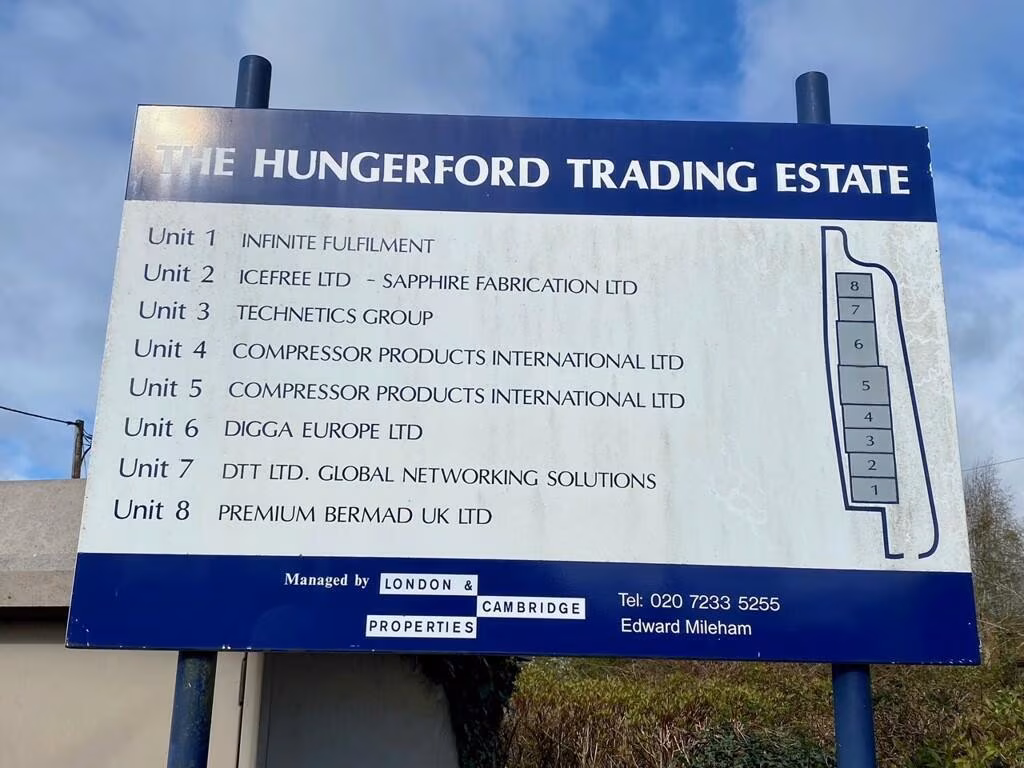 THE HUNGERFORD TRADING ESTATE
Unit 1 INFINITE FULFILMENT
Unit 2 ICEFREE LTD - SAPPHIRE FABRICATION LTD
Unit 3 TECHNETICS GROUP
Unit 4 COMPRESSOR PRODUCTS INTERNATIONAL LTD
Unit 5 COMPRESSOR PRODUCTS INTERNATIONAL LTD
Unit 6 DIGGA EUROPE LTD
Unit 7 DTT LTD. GLOBAL NETWORKING SOLUTIONS
Unit 8 PREMIUM BERMAD UK LTD
8
7
6
5
4
3
2
1
Managed by LONDON &
CAMBRIDGE
PROPERTIES
Tel: 020 7233 5255
Edward Mileham